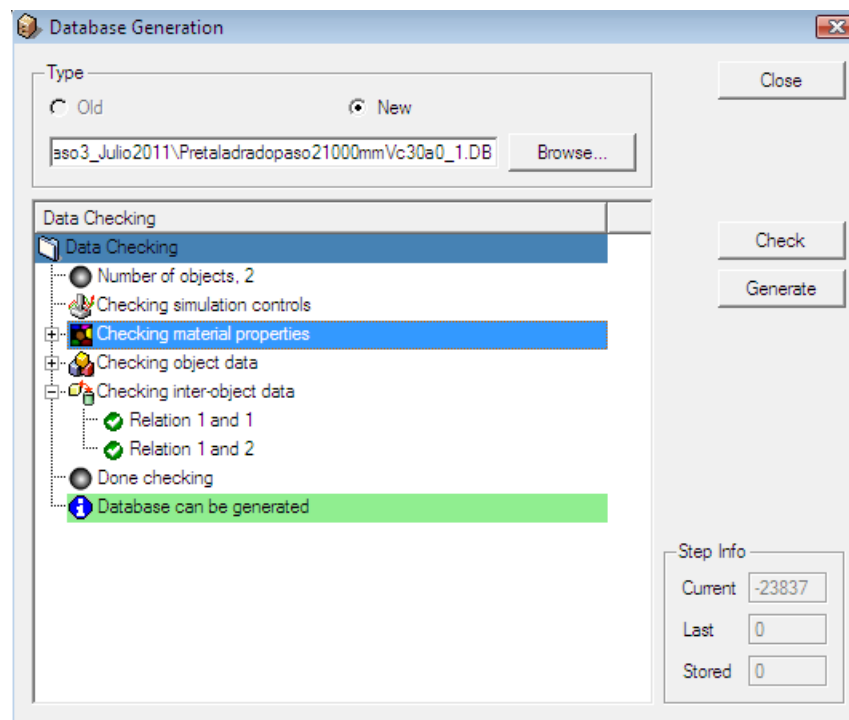 Database Generation
Type
Old
New
aso3_Julio2011\Pretaladradopaso21000mmVc30a0_1.DB
Browse...
Close
Data Checking
Data Checking
Number of objects, 2
Checking simulation controls
Checking material properties
Checking object data
Checking inter-object data
Relation 1 and 1
Relation 1 and 2
Done checking
Database can be generated
Check
Generate
Step Info
Current -23837
Last 0
Stored 0